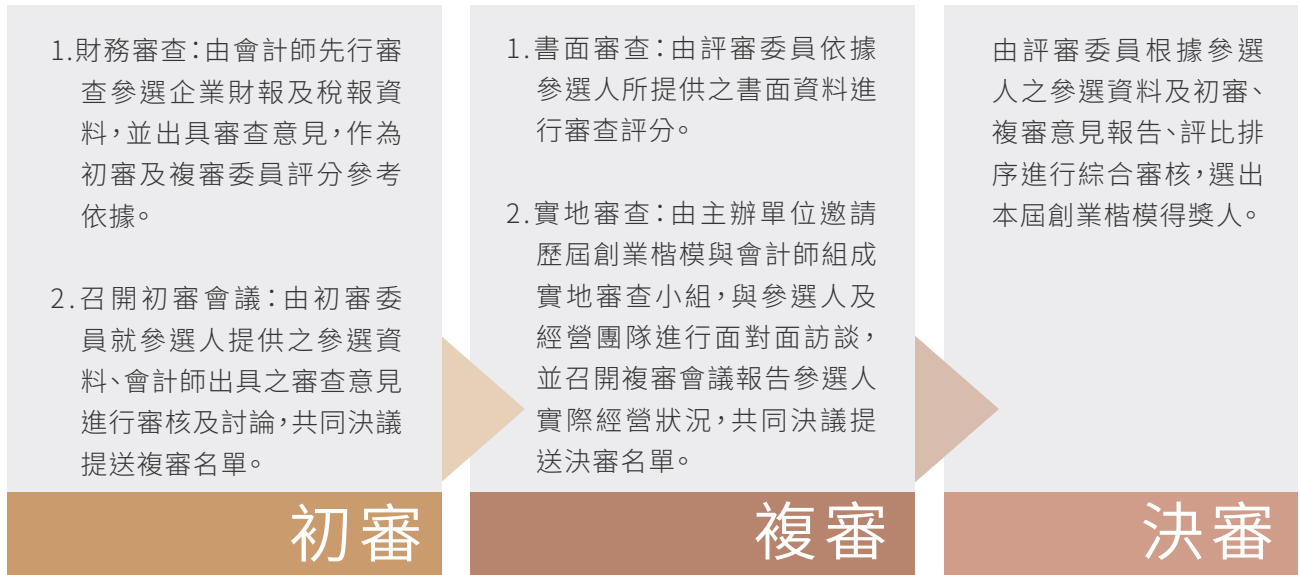 1.財務審查：由會計師先行審
查參選企業財報及稅報資
料，並出具審查意見，作為
初審及複審委員評分參考
依據。
2.召開初審會議：由初審委
員就參選人提供之參選資
料、會計師出具之審查意見
進行審核及討論，共同決議
提送複審名單。
初審
1.書面審查：由評審委員依據
參選人所提供之書面資料進
行審查評分。
2.實地審查：由主辦單位邀請
歷屆創業楷模與會計師組成
實地審查小組，與參選人及
經營團隊進行面對面訪談，
並召開複審會議報告參選人
實際經營狀況，共同決議提
送決審名單。
複審
由評審委員根據參選
人之參選資料及初審、
複審意見報告、評比排
序進行綜合審核，選出
本屆創業楷模得獎人。
決審